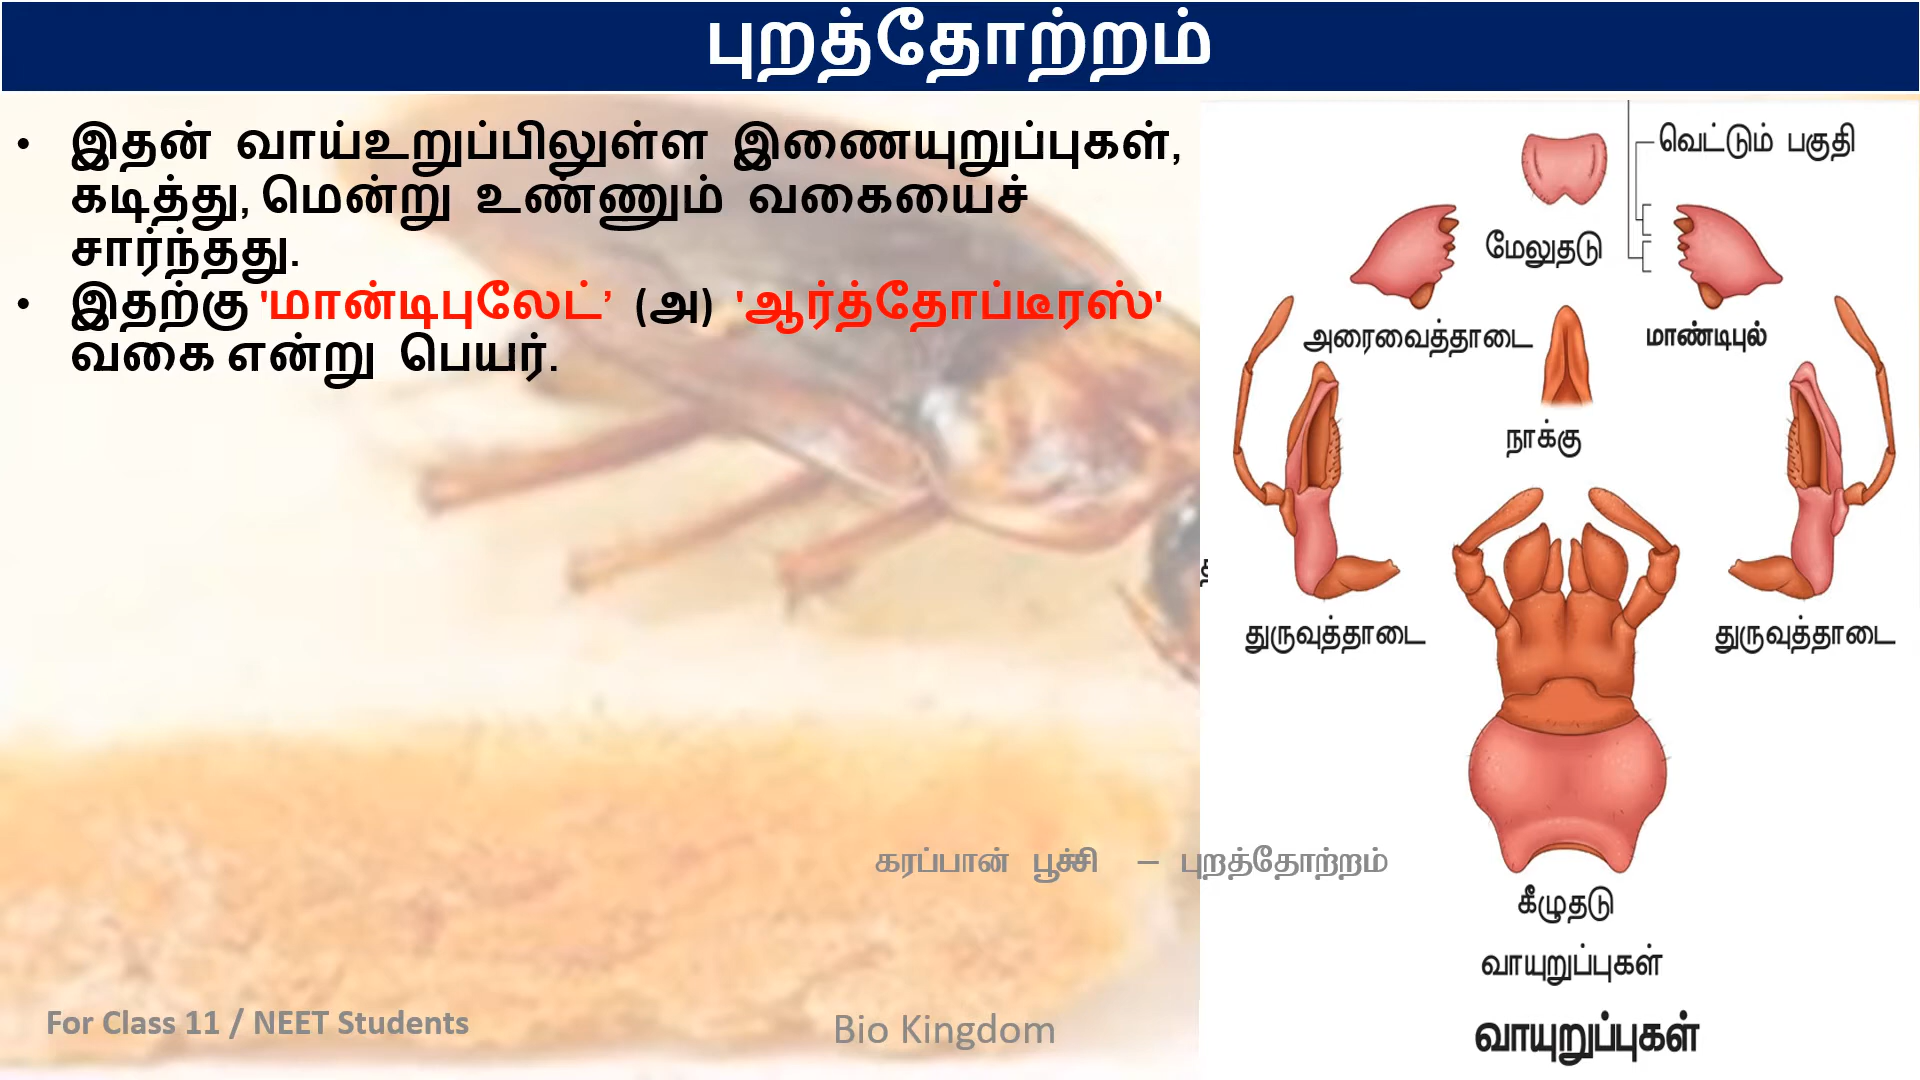 புறத்தோற்றம்
• இதன் வாய்உறுப்பிலுள்ள இணையுறுப்புகள்,
கடித்து, மென்று உண்ணும் வகையைச்
சார்ந்தது.
• இதற்கு 'மான்டிபுலேட்’ (அ) 'ஆர்த்தோப்டீரஸ்'
வகை என்று பெயர்.
வெட்டும் பகுதி
மேலுதடு
அரைவைத்தாடை
மாண்டிபுல்
நாக்கு
துருவுத்தாடை
துருவுத்தாடை
கரப்பான் பூச்சி – புறத்தோற்றம்
கீழுதடு
வாயுறுப்புகள்
For Class 11 / NEET Students
Bio Kingdom
வாயுறுப்புகள்